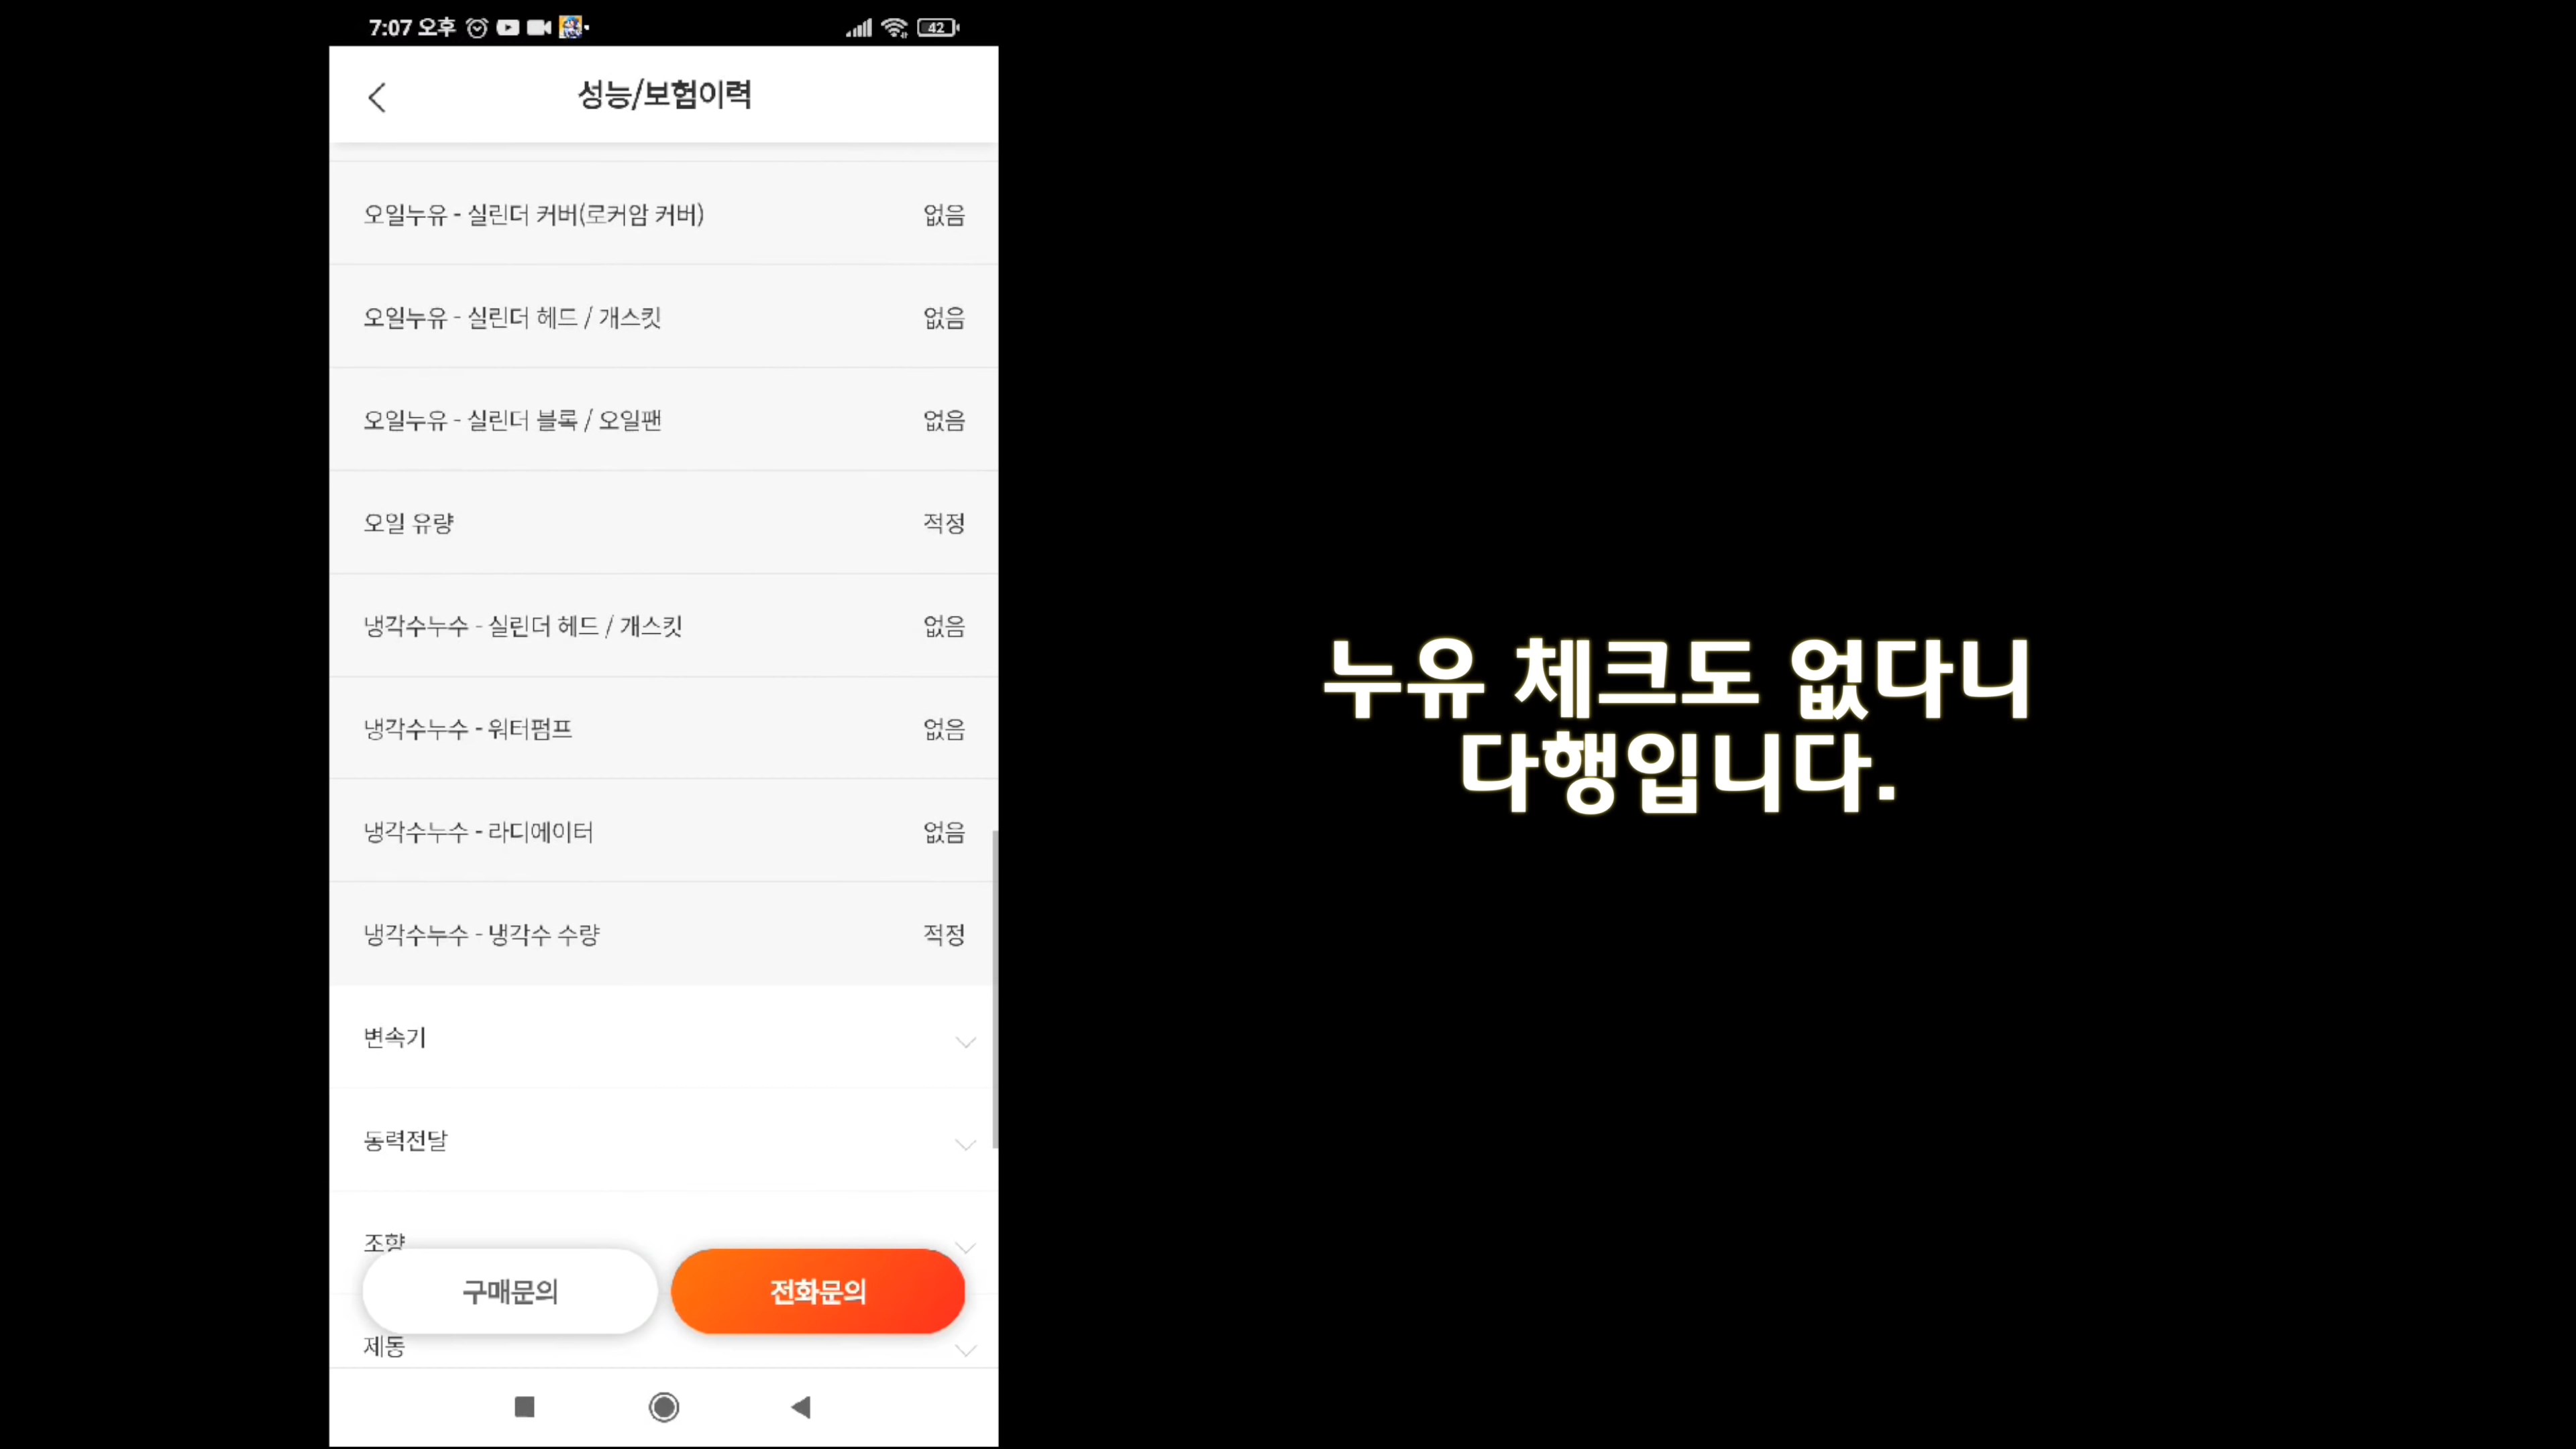 7:07 오후
42
성능/보험이력
오일누유 - 실린더 커버(로커암 커버) 없음
오일누유 - 실린더 헤드 / 개스킷 없음
오일누유 - 실린더 블록 / 오일팬 없음
오일 유량 적정
냉각수누수 - 실린더 헤드 / 개스킷 없음
냉각수누수 - 워터펌프 없음
냉각수누수 - 라디에이터 없음
냉각수누수 - 냉각수 수량 적정
변속기
동력전달
조향
구매문의 전화문의
제동
누유 체크도 없다니
다행입니다.